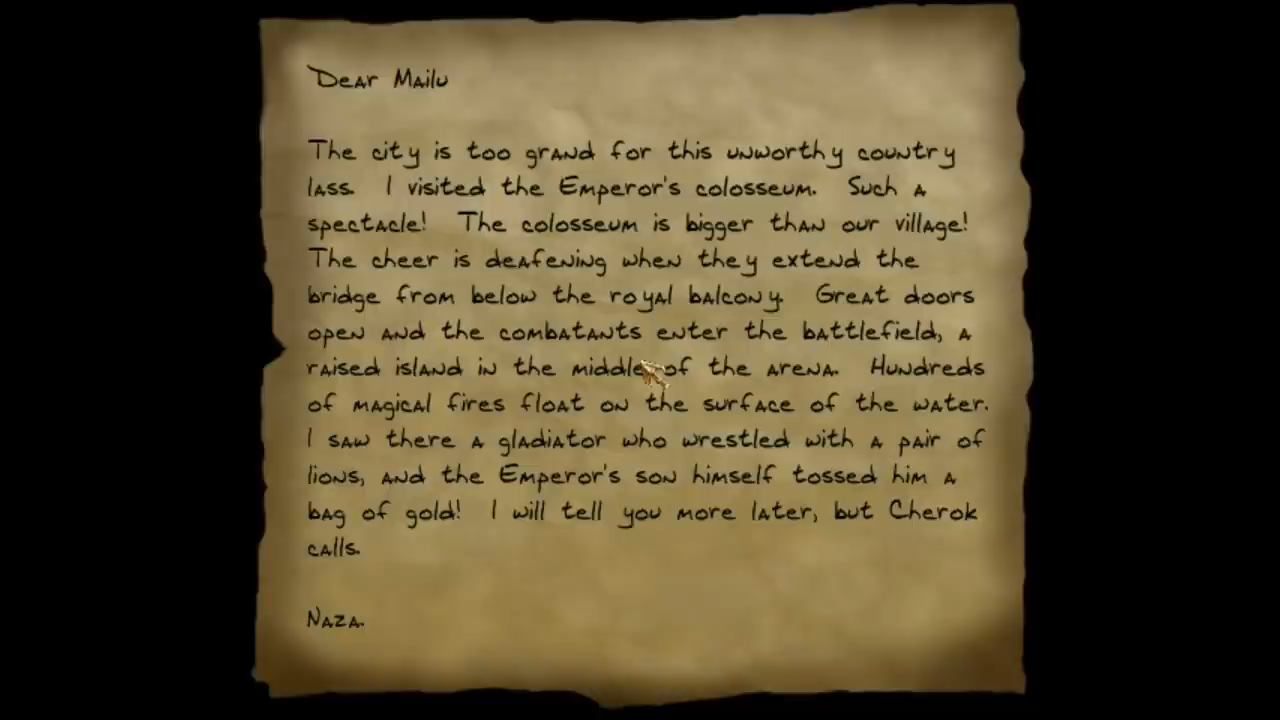 Dear Mailu
The city is too grand for this unworthy country
lass. I visited the Emperor's colosseum. Such a
spectacle! The colosseum is bigger than our village!
The cheer is deafening when they extend the
bridge from below the royal balcony. Great doors
open and the combatants enter the battlefield, a
raised island in the middle of the arena. Hundreds
of magical fires float on the surface of the water.
I saw there a gladiator who wrestled with a pair of
lions, and the Emperor's son himself tossed him a
bag of gold! I will tell you more later, but Cherok
calls.
Naza.